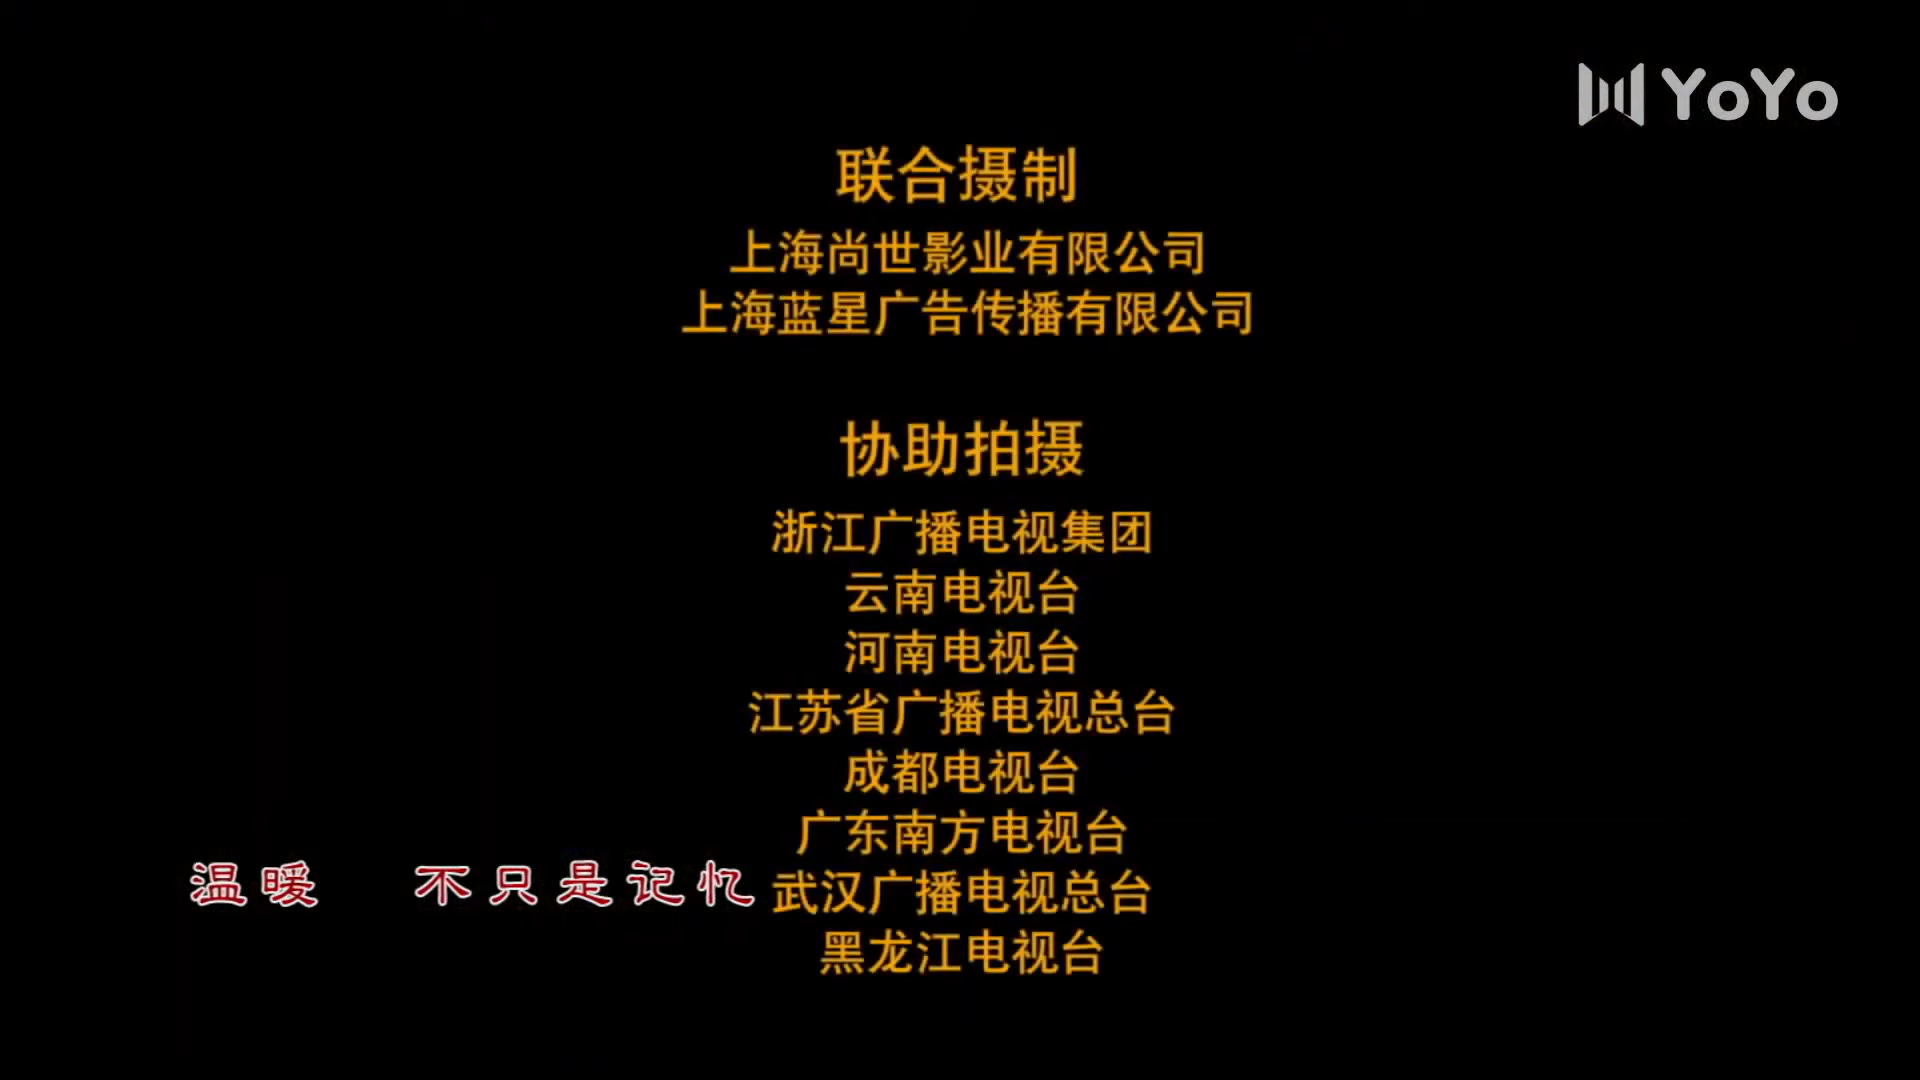 YoYo
联合摄制
上海尚世影业有限公司
上海蓝星广告传播有限公司
协助拍摄
浙江广播电视集团
云南电视台
河南电视台
江苏省广播电视总台
成都电视台
广东南方电视台
温暖 不只是记忆
武汉广播电视总台
黑龙江电视台